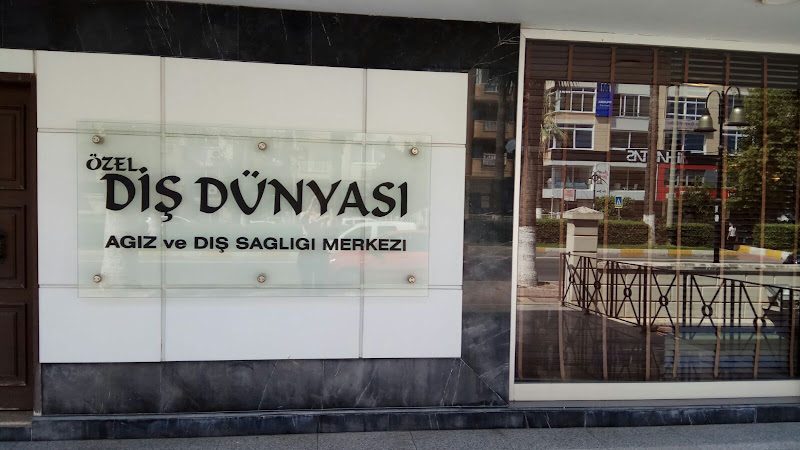 ÖZEL
DİŞ DÜNYASI
AGIZ ve DIŞ SAGLIGI MERKEZI